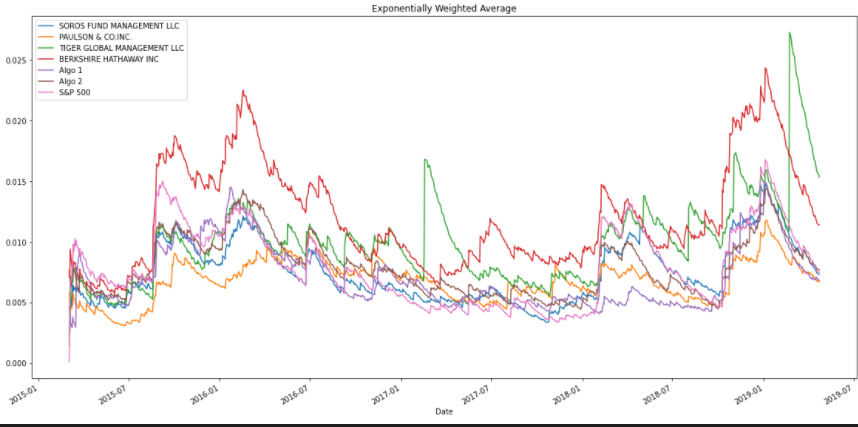 Exponentially Weighted Average
SOROS FUND MANAGEMENT LLC
PAULSON & CO.INC.
TIGER GLOBAL MANAGEMENT LLC
BERKSHIRE HATHAWAY INC
Algo 1
Algo 2
S&P 500
0.025
0.020
0.015
0.010
0.005
0.000
2015-01
2015-07
2016-01
2016-07
2017-01
2017-07
2018-01
2018-07
2019-01
2019-07
Date